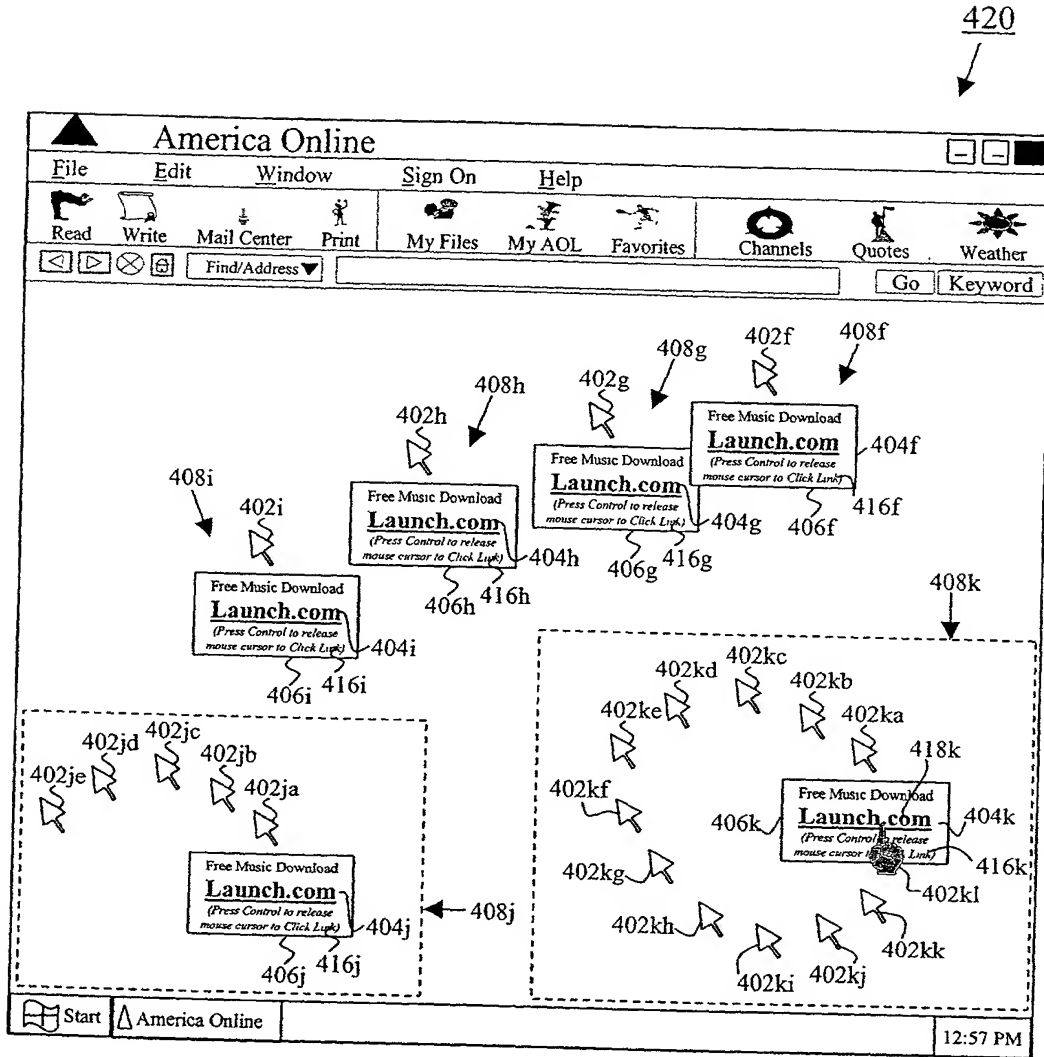 420
America Online
File Edit Window Sign On Help
Read Write Mail Center Print My Files My AOL Favorites Channels Quotes Weather
Find/Address Go Keyword
402f 408f
402g 408g
402h 408h
Free Music Download
Launch.com
(Press Control to release
mouse cursor to Click Link)
404f
416f
406f
Free Music Download
Launch.com
(Press Control to release
mouse cursor to Click Link)
404g
416g
406g
Free Music Download
Launch.com
(Press Control to release
mouse cursor to Click Link)
404h
416h
406h
408i
402i
Free Music Download
Launch.com
(Press Control to release
mouse cursor to Click Link)
404i
416i
406i
402je
402jd
402jc
402jb
402ja
Free Music Download
Launch.com
(Press Control to release
mouse cursor to Click Link)
404j
408j
416j
406j
408k
402kc
402kd
402kb
402ke
402ka
418k
402kf
Free Music Download
Launch.com
(Press Control to release
mouse cursor Link)
406k
404k
416k
402kg
402kl
402kh
402kk
402ki
402kj
Start America Online 12:57 PM